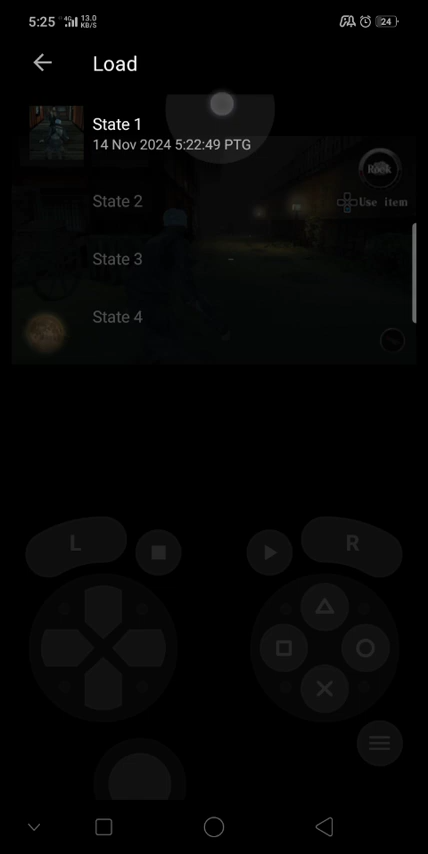 5:25 4G 13.0 KB/S 24
Load
State 1
14 Nov 2024 5:22:49 PTG
Rock
State 2
Use item
State 3
State 4
L
R